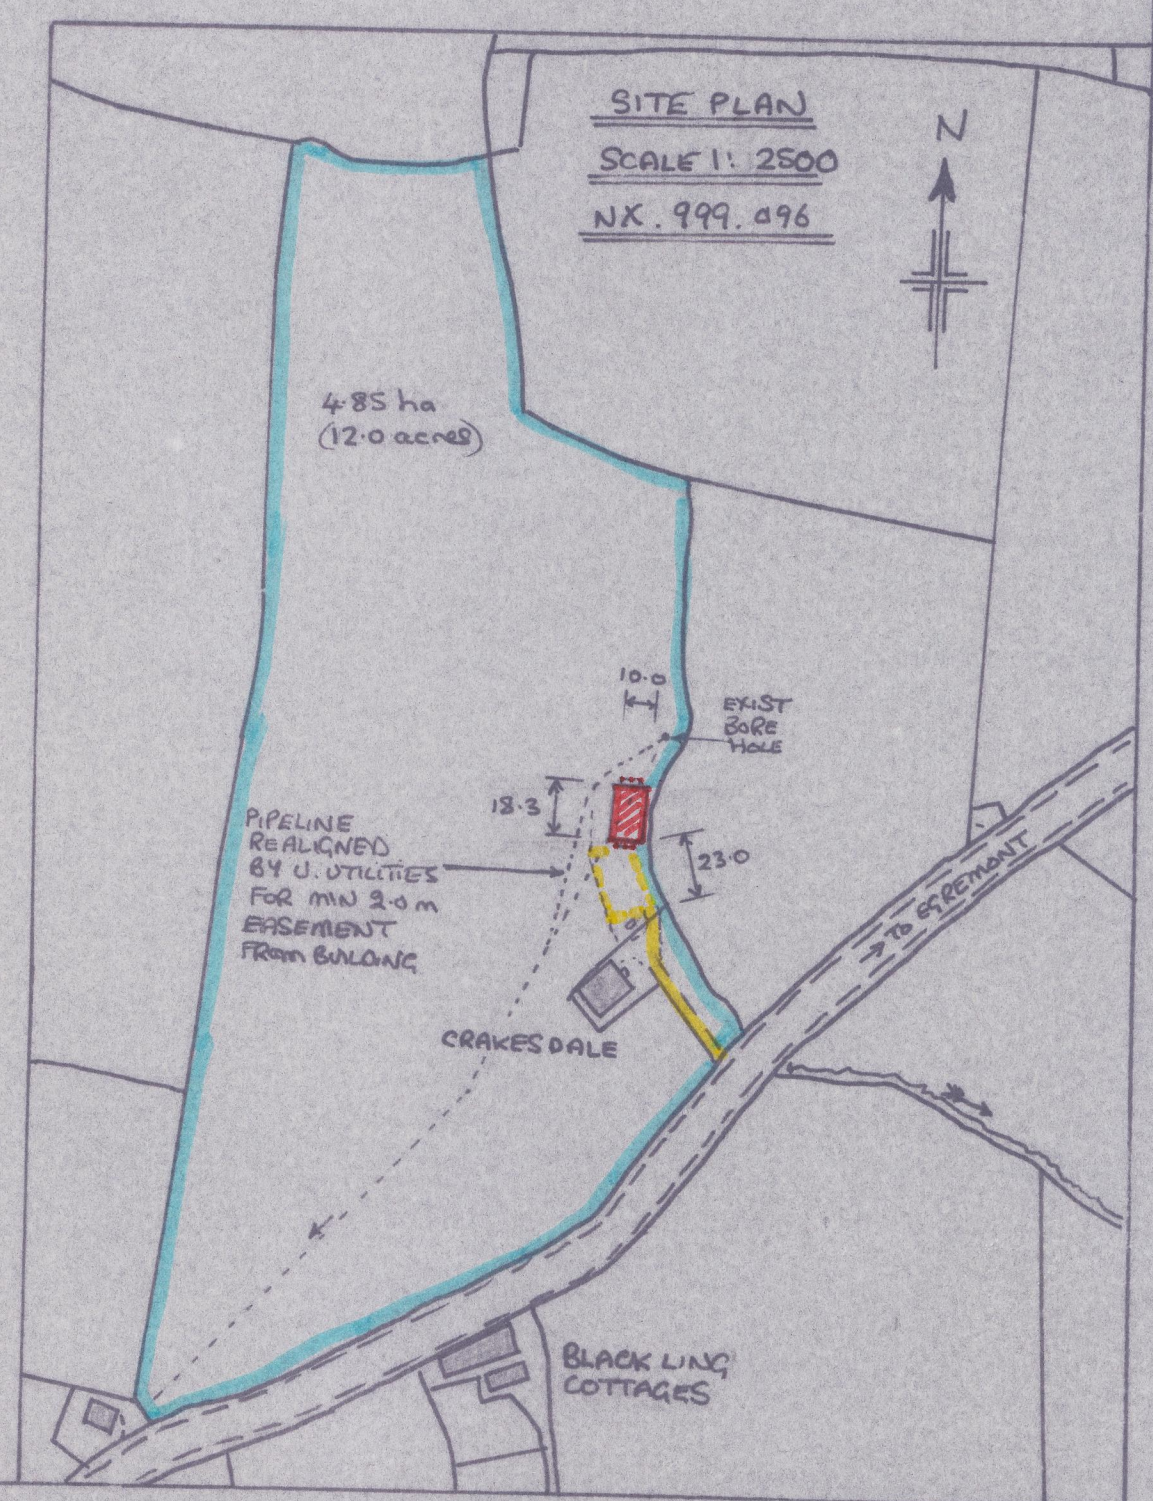 SITE PLAN
SCALE 1: 2500
NX. 999. 096
N
4.85 ha
(12.0 acres)
10.0
EXIST
BORE
HOLE
18.3
PIPELINE
REALIGNED
BY U. UTILITIES
FOR MIN 2.0 m
EASEMENT
FROM BUILDING
23.0
→ TO EGREMONT
CRAKESDALE
BLACK LING
COTTAGES